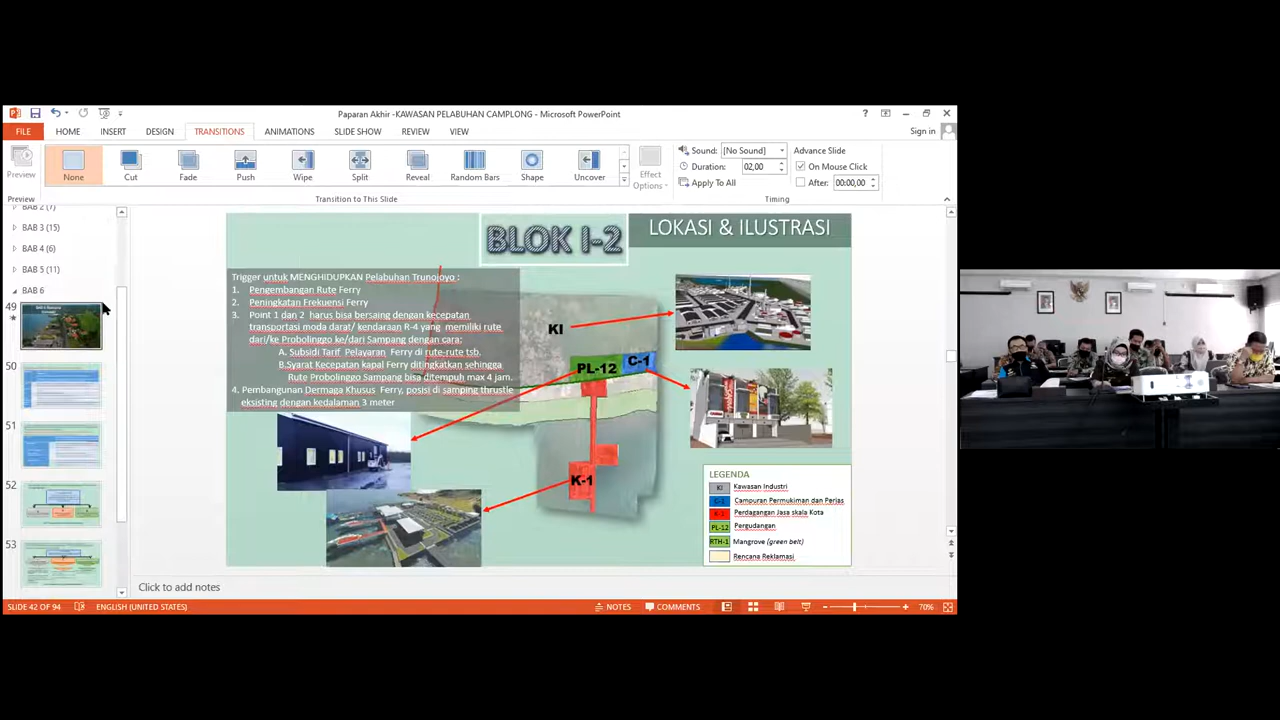 Paparan Akhir -KAWASAN PELABUHAN CAMPLONG - Microsoft PowerPoint
Sign in
FILE HOME INSERT DESIGN TRANSITIONS ANIMATIONS SLIDE SHOW REVIEW VIEW
Preview
None Cut Fade Push Wipe Split Reveal Random Bars Shape Uncover
Effect Options
Sound: [No Sound]
Duration: 02,00
Apply To All
Advance Slide
On Mouse Click
After: 00:00,00
Preview
Transition to This Slide
Timing
BAB 2 (7)
BAB 3 (15)
BAB 4 (6)
BAB 5 (11)
BAB 6
49
50
51
52
53
BLOK I-2
LOKASI & ILUSTRASI
Trigger untuk MENGHIDUPKAN Pelabuhan Trunojoyo :
1. Pengembangan Rute Ferry
2. Peningkatan Frekuensi Ferry
3. Point 1 dan 2 harus bisa bersaing dengan kecepatan
transportasi moda darat/ kendaraan R-4 yang memiliki rute
dari/ke Probolinggo ke/dari Sampang dengan cara:
A. Subsidi Tarif Pelayaran Ferry di rute-rute tsb.
B.Syarat Kecepatan kapal Ferry ditingkatkan sehingga
Rute Probolinggo Sampang bisa ditempuh max 4 jam.
4. Pembangunan Dermaga Khusus Ferry, posisi di samping thrustle
eksisting dengan kedalaman 3 meter
KI
PL-12
C-1
K-1
LEGENDA
KI Kawasan Industri
C-1 Campuran Permukiman dan Perjas
K-1 Perdagangan Jasa skala Kota
PL-12 Pergudangan
RTH-1 Mangrove (green belt)
Rencana Reklamasi
Click to add notes
SLIDE 42 OF 94
ENGLISH (UNITED STATES)
NOTES
COMMENTS
70%